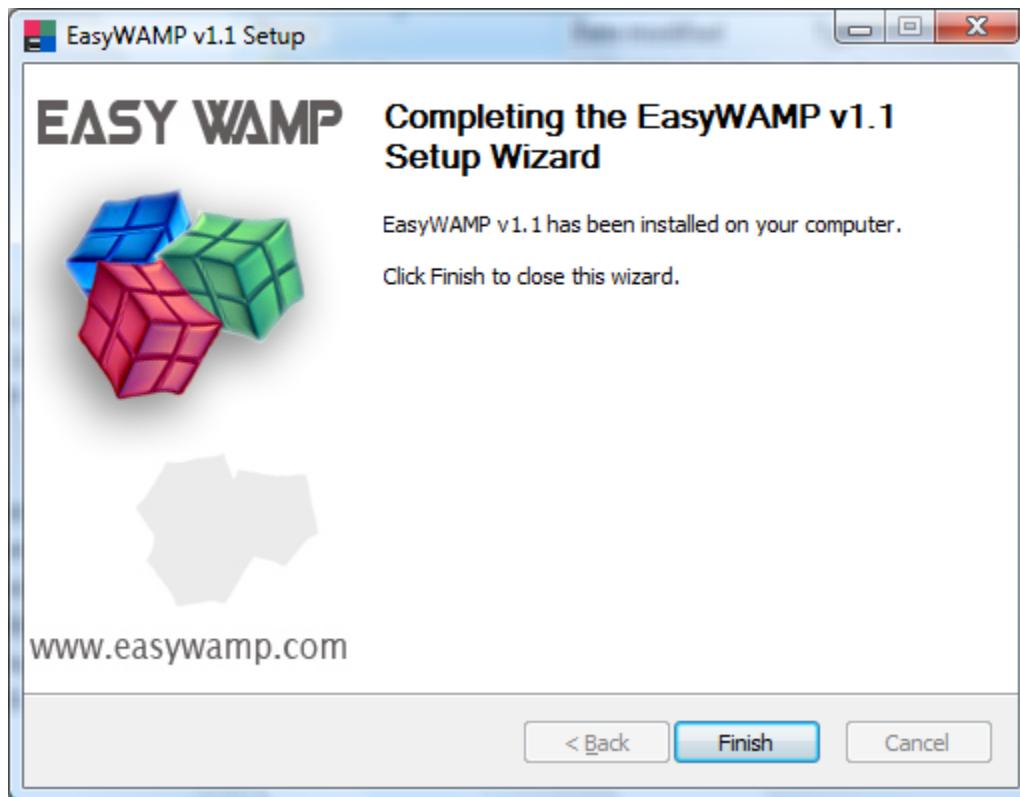 EasyWAMP v1.1 Setup
EASY WAMP
Completing the EasyWAMP v1.1
Setup Wizard
EasyWAMP v1.1 has been installed on your computer.
Click Finish to close this wizard.
www.easywamp.com
< Back
Finish
Cancel